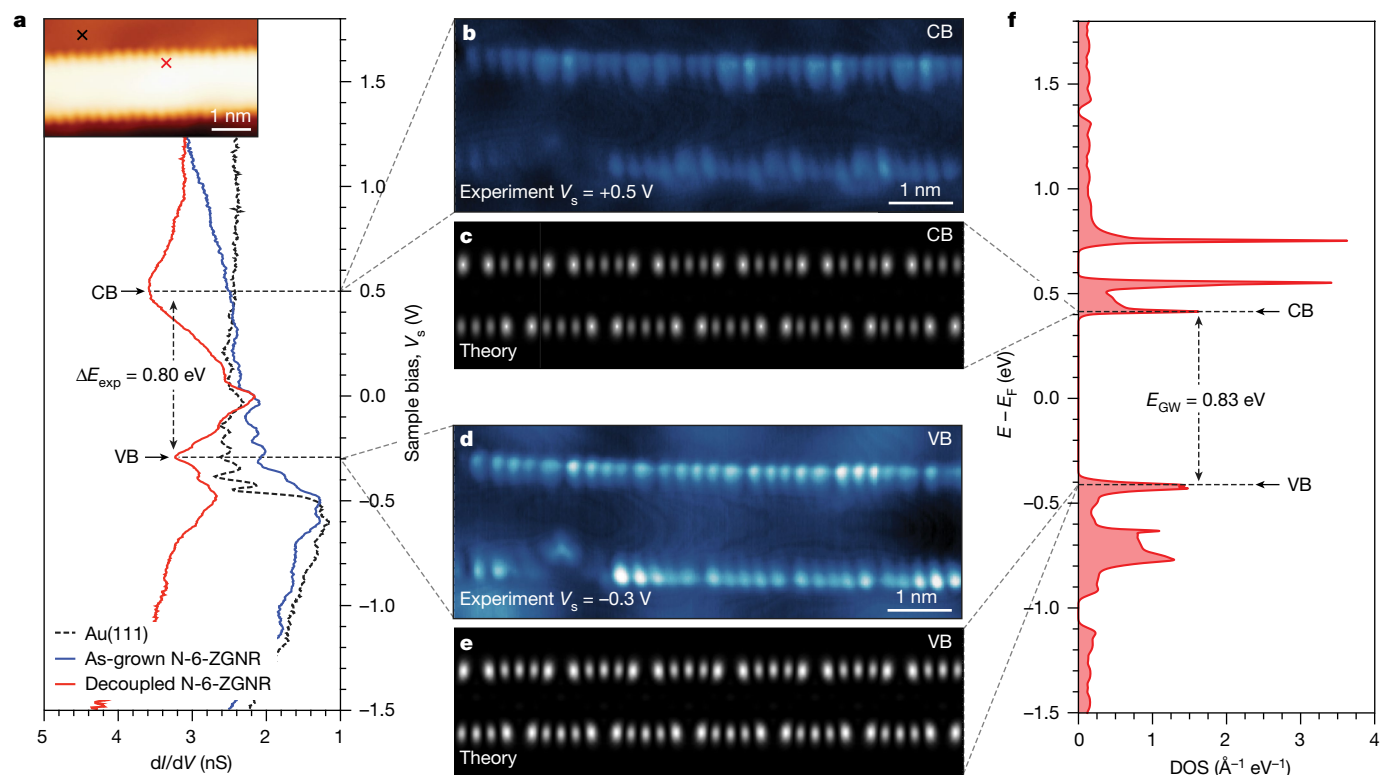 a
1 nm
CB
ΔE_exp = 0.80 eV
VB
Au(111)
As-grown N-6-ZGNR
Decoupled N-6-ZGNR
5 4 3 2 1
dI/dV (nS)
1.5
1.0
0.5
0.0
−0.5
−1.0
−1.5
Sample bias, V_s (V)
b CB
Experiment V_s = +0.5 V 1 nm
c CB
Theory
d VB
Experiment V_s = −0.3 V 1 nm
e VB
Theory
f
1.5
1.0
0.5
0.0
−0.5
−1.0
−1.5
E − E_F (eV)
CB
E_GW = 0.83 eV
VB
0 1 2 3 4
DOS (Å⁻¹ eV⁻¹)